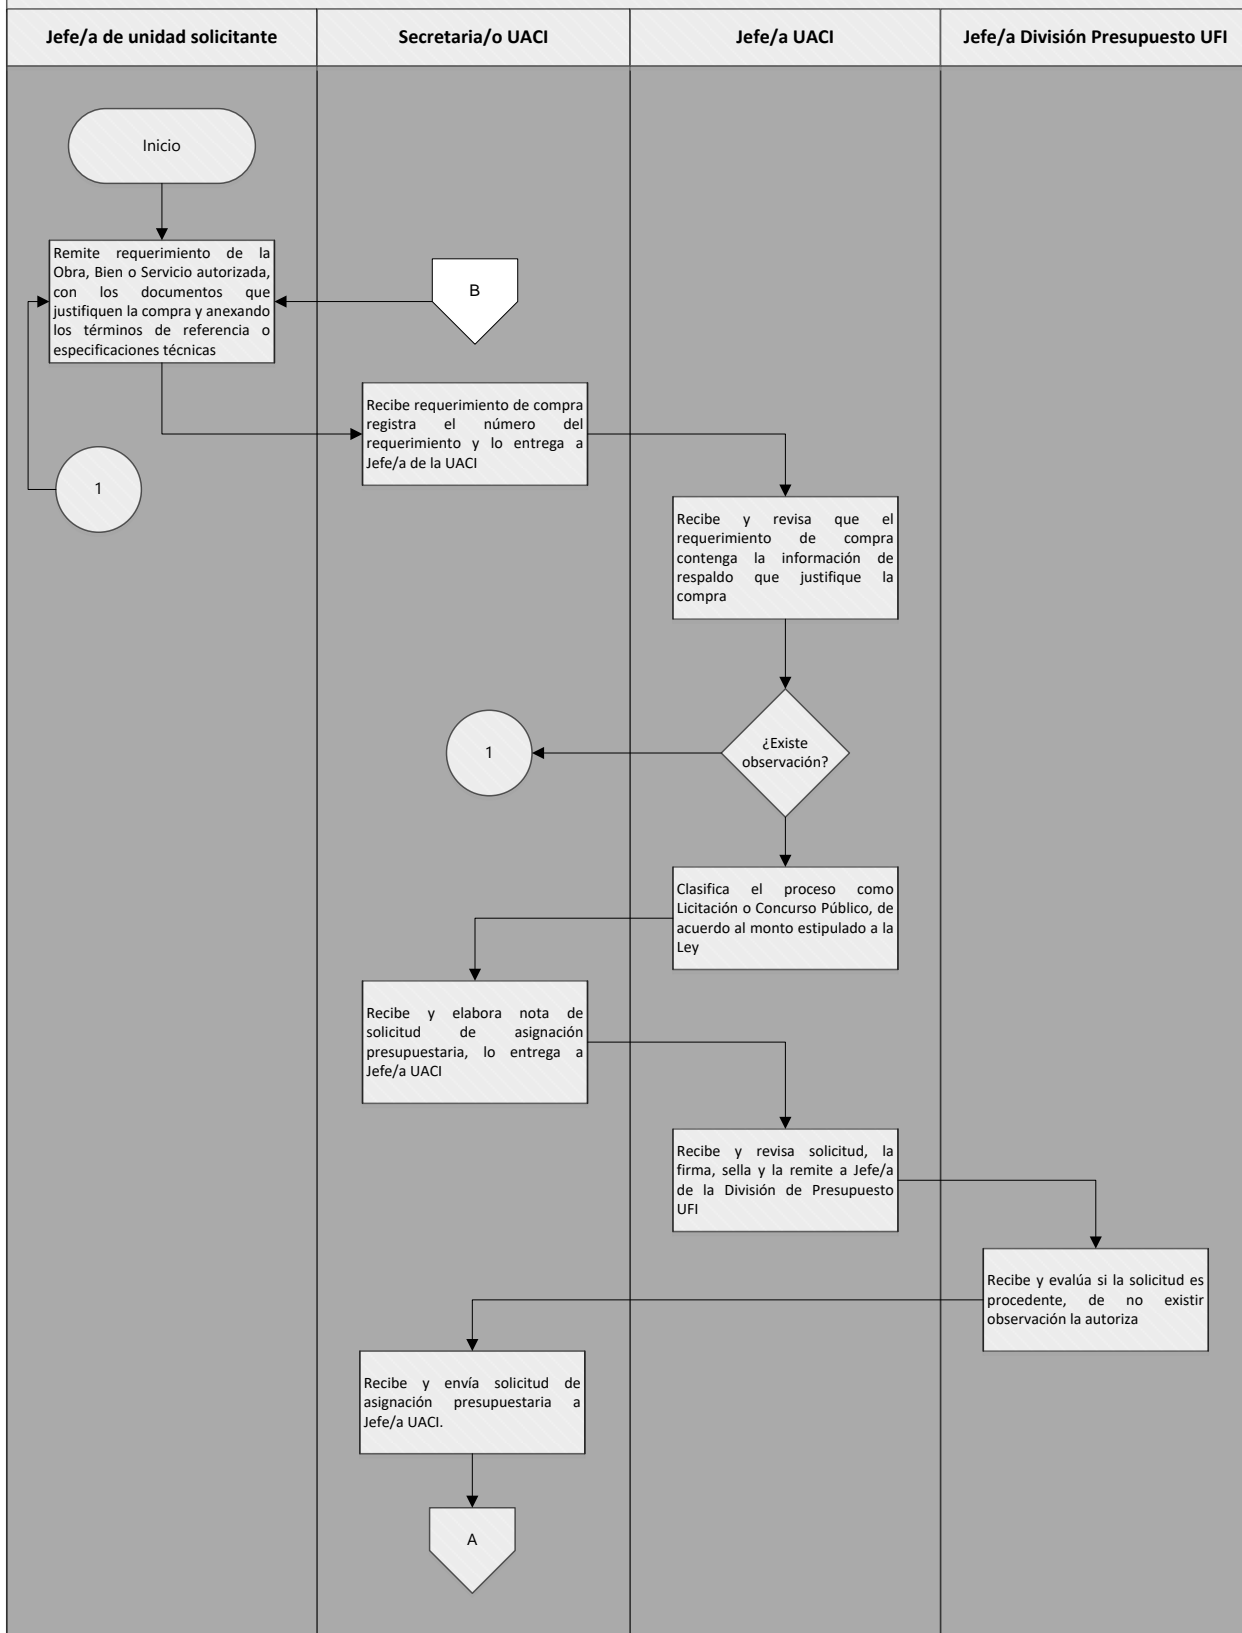 Jefe/a de unidad solicitante
Secretaria/o UACI
Jefe/a UACI
Jefe/a División Presupuesto UFI
Inicio
Remite requerimiento de la
Obra, Bien o Servicio autorizada,
con los documentos que
justifiquen la compra y anexando
los términos de referencia o
especificaciones técnicas
B
Recibe requerimiento de compra
registra el número del
requerimiento y lo entrega a
Jefe/a de la UACI
1
Recibe y revisa que el
requerimiento de compra
contenga la información de
respaldo que justifique la
compra
¿Existe
observación?
1
Clasifica el proceso como
Licitación o Concurso Público, de
acuerdo al monto estipulado a la
Ley
Recibe y elabora nota de
solicitud de asignación
presupuestaria, lo entrega a
Jefe/a UACI
Recibe y revisa solicitud, la
firma, sella y la remite a Jefe/a
de la División de Presupuesto
UFI
Recibe y evalúa si la solicitud es
procedente, de no existir
observación la autoriza
Recibe y envía solicitud de
asignación presupuestaria a
Jefe/a UACI.
A